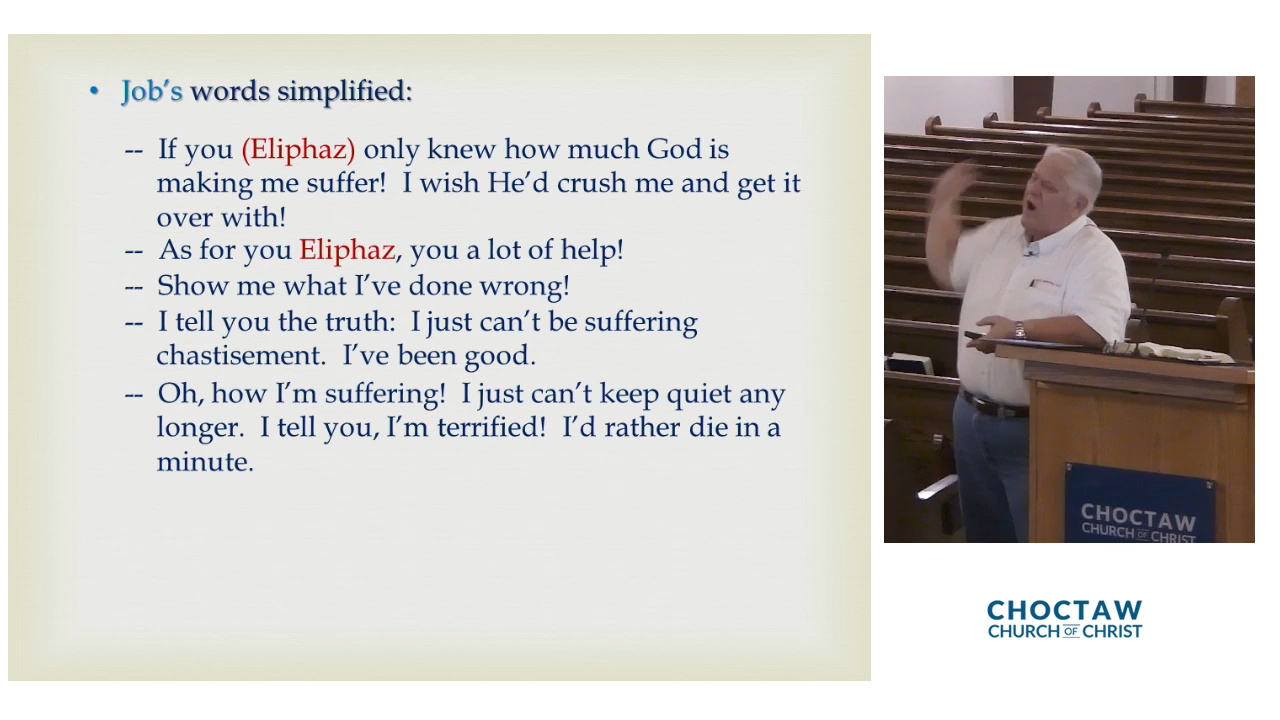 • Job's words simplified:
-- If you (Eliphaz) only knew how much God is
making me suffer! I wish He'd crush me and get it
over with!
-- As for you Eliphaz, you a lot of help!
-- Show me what I've done wrong!
-- I tell you the truth: I just can't be suffering
chastisement. I've been good.
-- Oh, how I'm suffering! I just can't keep quiet any
longer. I tell you, I'm terrified! I'd rather die in a
minute.
CHOCTAW
CHURCH OF CHRIST
CHOCTAW
CHURCH OF CHRIST